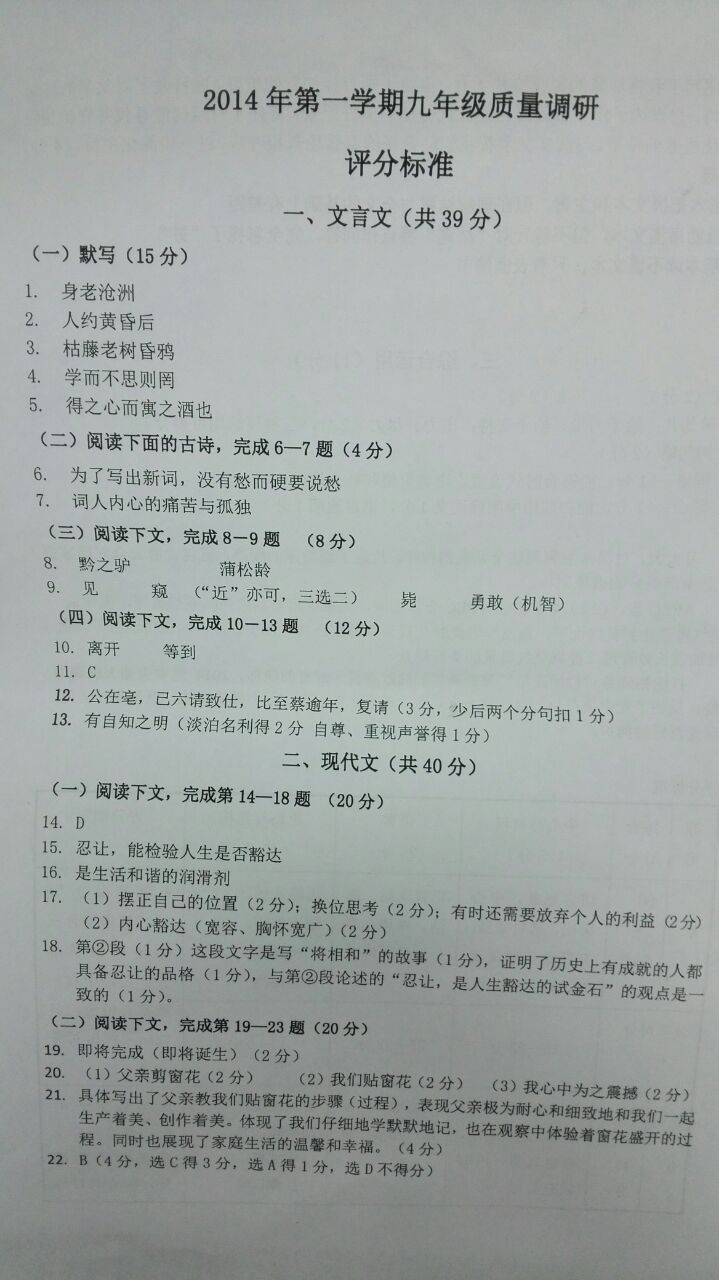 2014年第一学期九年级质量调研
评分标准
一、文言文（共39分）
（一）默写（15分）
1. 身老沧洲
2. 人约黄昏后
3. 枯藤老树昏鸦
4. 学而不思则罔
5. 得之心而寓之酒也
（二）阅读下面的古诗，完成6—7题（4分）
6. 为了写出新词，没有愁而硬要说愁
7. 词人内心的痛苦与孤独
（三）阅读下文，完成8－9题 （8分）
8. 黔之驴 蒲松龄
9. 见 窥 （“近”亦可，三选二） 毙 勇敢（机智）
（四）阅读下文，完成10－13题 （12分）
10. 离开 等到
11. C
12. 公在亳，已六请致仕，比至蔡逾年，复请（3分，少后两个分句扣1分）
13. 有自知之明（淡泊名利得2分 自尊、重视声誉得1分）
二、现代文（共40分）
（一）阅读下文，完成第14—18题 （20分）
14. D
15. 忍让，能检验人生是否豁达
16. 是生活和谐的润滑剂
17. （1）摆正自己的位置（2分）；换位思考（2分）；有时还需要放弃个人的利益（2分）
（2）内心豁达（宽容、胸怀宽广）（2分）
18. 第②段（1分）这段文字是写“将相和”的故事（1分），证明了历史上有成就的人都
具备忍让的品格（1分），与第②段论述的“忍让，是人生豁达的试金石”的观点是一
致的（1分）。
（二）阅读下文，完成第19—23题（20分）
19. 即将完成（即将诞生）（2分）
20. （1）父亲剪窗花（2分） （2）我们贴窗花（2分） （3）我心中为之震撼（2分）
21. 具体写出了父亲教我们贴窗花的步骤（过程），表现父亲极为耐心和细致地和我们一起
生产着美、创作着美。体现了我们仔细地学默默地记，也在观察中体验着窗花盛开的过
程。同时也展现了家庭生活的温馨和幸福。（4分）
22. B（4分，选C得3分，选A得1分，选D不得分）